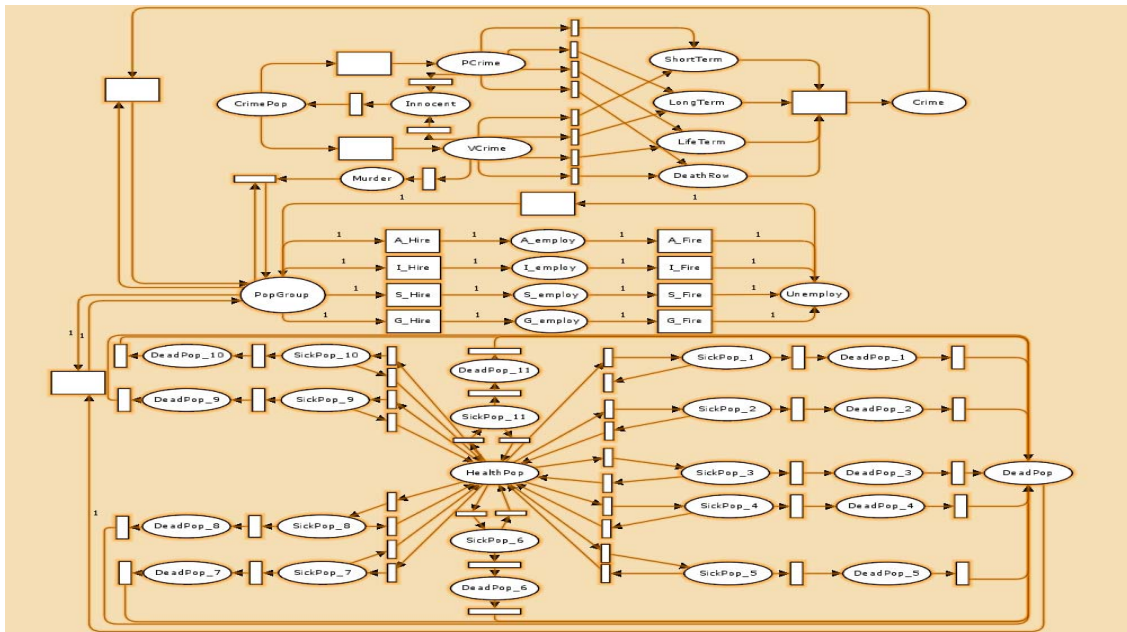 PCrime
ShortTerm
CrimePop
Innocent
LongTerm
Crime
VCrime
LifeTerm
Murder
DeathRow
1
1
1
A_Hire
1
A_employ
1
A_Fire
1
1
I_Hire
1
I_employ
1
I_Fire
1
PopGroup
1
S_Hire
1
S_employ
1
S_Fire
1
Unemploy
1
G_Hire
1
G_employ
1
G_Fire
1
1
1
DeadPop_10
SickPop_10
DeadPop_11
SickPop_1
DeadPop_1
DeadPop_9
SickPop_9
SickPop_11
SickPop_2
DeadPop_2
HealthPop
SickPop_3
DeadPop_3
DeadPop
SickPop_4
DeadPop_4
1
DeadPop_8
SickPop_8
SickPop_6
DeadPop_7
SickPop_7
DeadPop_6
SickPop_5
DeadPop_5